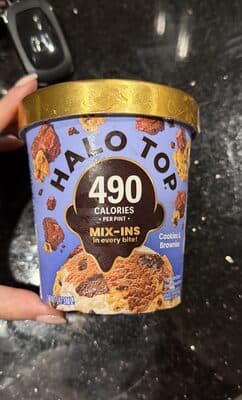 HALO TOP
490
CALORIES
• PER PINT •
MIX-INS
in every bite!
Cookies &
Brownies